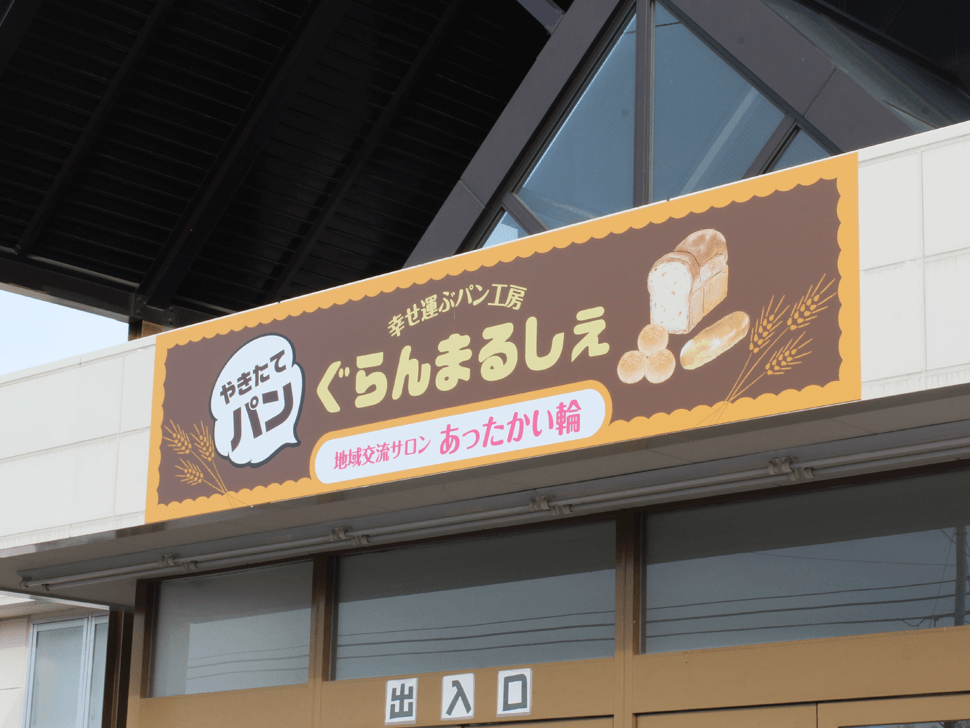 やきたて
パン
幸せ運ぶパン工房
ぐらんまるしぇ
地域交流サロン あったかい輪
出入口